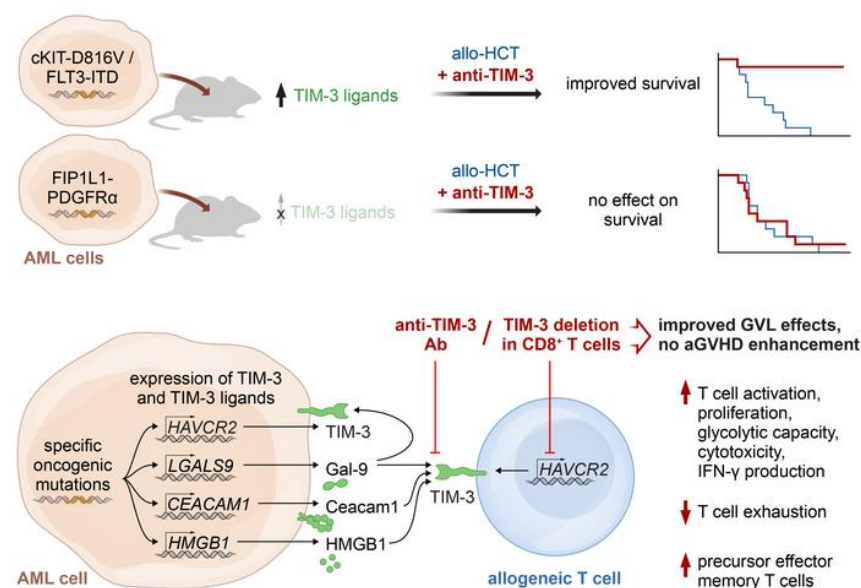 cKIT-D816V /
FLT3-ITD
TIM-3 ligands
allo-HCT
+ anti-TIM-3
improved survival
FIP1L1-
PDGFRα
x TIM-3 ligands
allo-HCT
+ anti-TIM-3
no effect on
survival
AML cells
anti-TIM-3
Ab
/
TIM-3 deletion
in CD8⁺ T cells
improved GVL effects,
no aGVHD enhancement
expression of TIM-3
and TIM-3 ligands
specific
oncogenic
mutations
HAVCR2
TIM-3
LGALS9
Gal-9
CEACAM1
Ceacam1
HMGB1
HMGB1
TIM-3
HAVCR2
T cell activation,
proliferation,
glycolytic capacity,
cytotoxicity,
IFN-γ production
T cell exhaustion
precursor effector
memory T cells
AML cell
allogeneic T cell